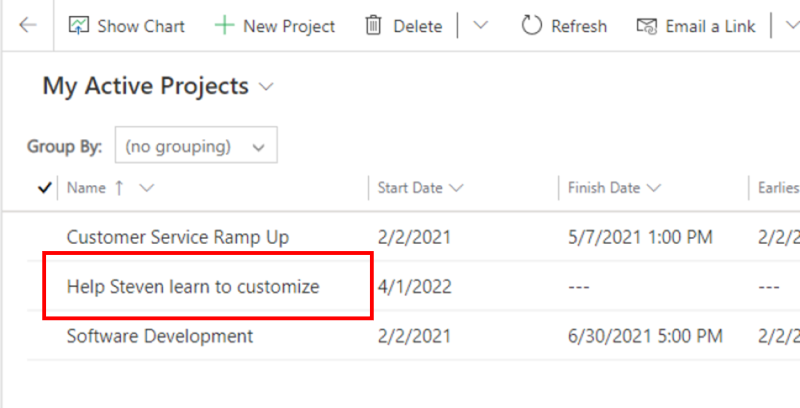 Show Chart New Project Delete Refresh Email a Link
My Active Projects
Group By: (no grouping)
Name ↑ Start Date Finish Date Earlies
Customer Service Ramp Up 2/2/2021 5/7/2021 1:00 PM 2/2/2
Help Steven learn to customize 4/1/2022 --- ---
Software Development 2/2/2021 6/30/2021 5:00 PM 2/2/2